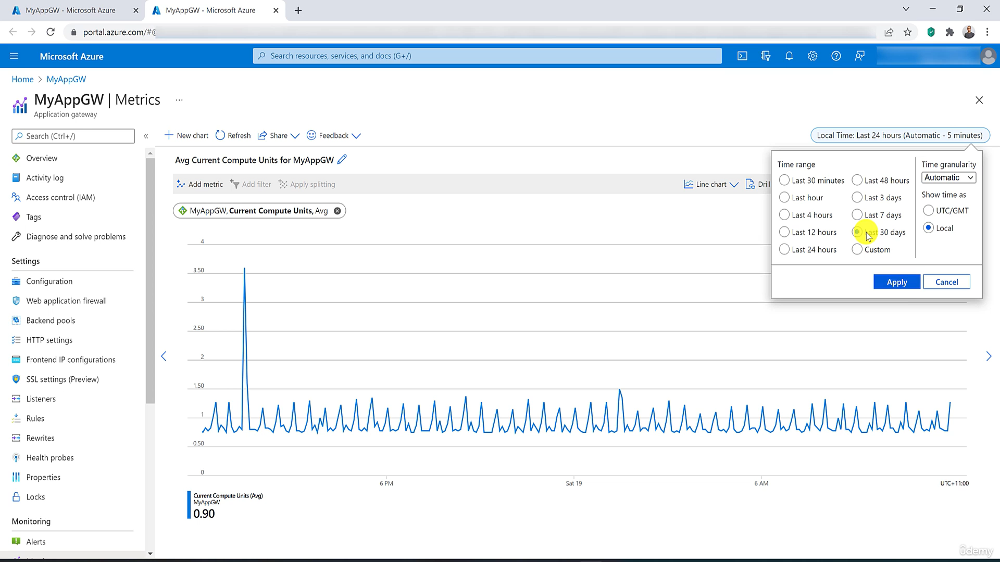 MyAppGW - Microsoft Azure
MyAppGW - Microsoft Azure
portal.azure.com/#@
Microsoft Azure
Search resources, services, and docs (G+/)
Home > MyAppGW
MyAppGW | Metrics ...
Application gateway
Search (Ctrl+/)
«
New chart
Refresh
Share
Feedback
Local Time: Last 24 hours (Automatic - 5 minutes)
Overview
Activity log
Access control (IAM)
Tags
Diagnose and solve problems
Settings
Configuration
Web application firewall
Backend pools
HTTP settings
Frontend IP configurations
SSL settings (Preview)
Listeners
Rules
Rewrites
Health probes
Properties
Locks
Monitoring
Alerts
Avg Current Compute Units for MyAppGW
Add metric
Add filter
Apply splitting
Line chart
Drill
MyAppGW, Current Compute Units, Avg
Time range
Last 30 minutes
Last 48 hours
Last hour
Last 3 days
Last 4 hours
Last 7 days
Last 12 hours
Last 30 days
Last 24 hours
Custom
Time granularity
Automatic
Show time as
UTC/GMT
Local
Apply
Cancel
4
3.50
3
2.50
2
1.50
1
0.50
0
6 PM
Sat 19
6 AM
UTC+11:00
Current Compute Units (Avg)
MyAppGW
0.90
ûdemy